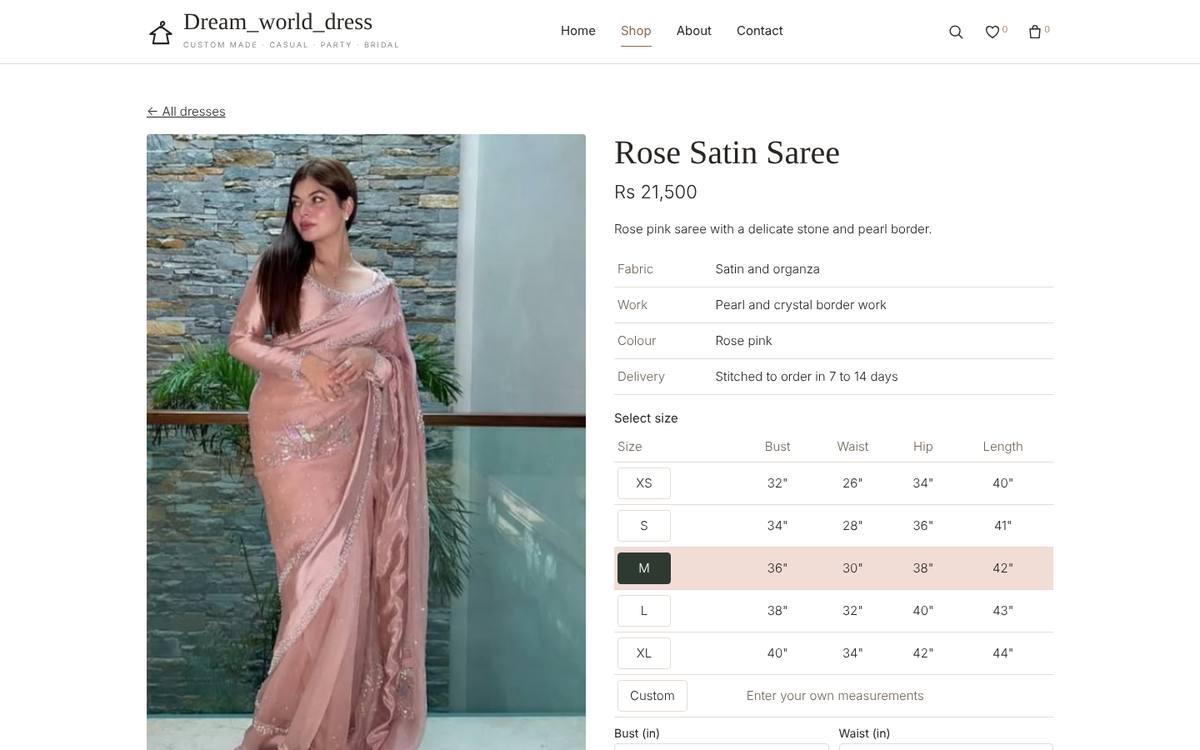 Dream_world_dress
CUSTOM MADE · CASUAL · PARTY · BRIDAL
Home Shop About Contact
0 0
← All dresses
Rose Satin Saree
Rs 21,500
Rose pink saree with a delicate stone and pearl border.
Fabric Satin and organza
Work Pearl and crystal border work
Colour Rose pink
Delivery Stitched to order in 7 to 14 days
Select size
Size Bust Waist Hip Length
XS 32" 26" 34" 40"
S 34" 28" 36" 41"
M 36" 30" 38" 42"
L 38" 32" 40" 43"
XL 40" 34" 42" 44"
Custom Enter your own measurements
Bust (in) Waist (in)